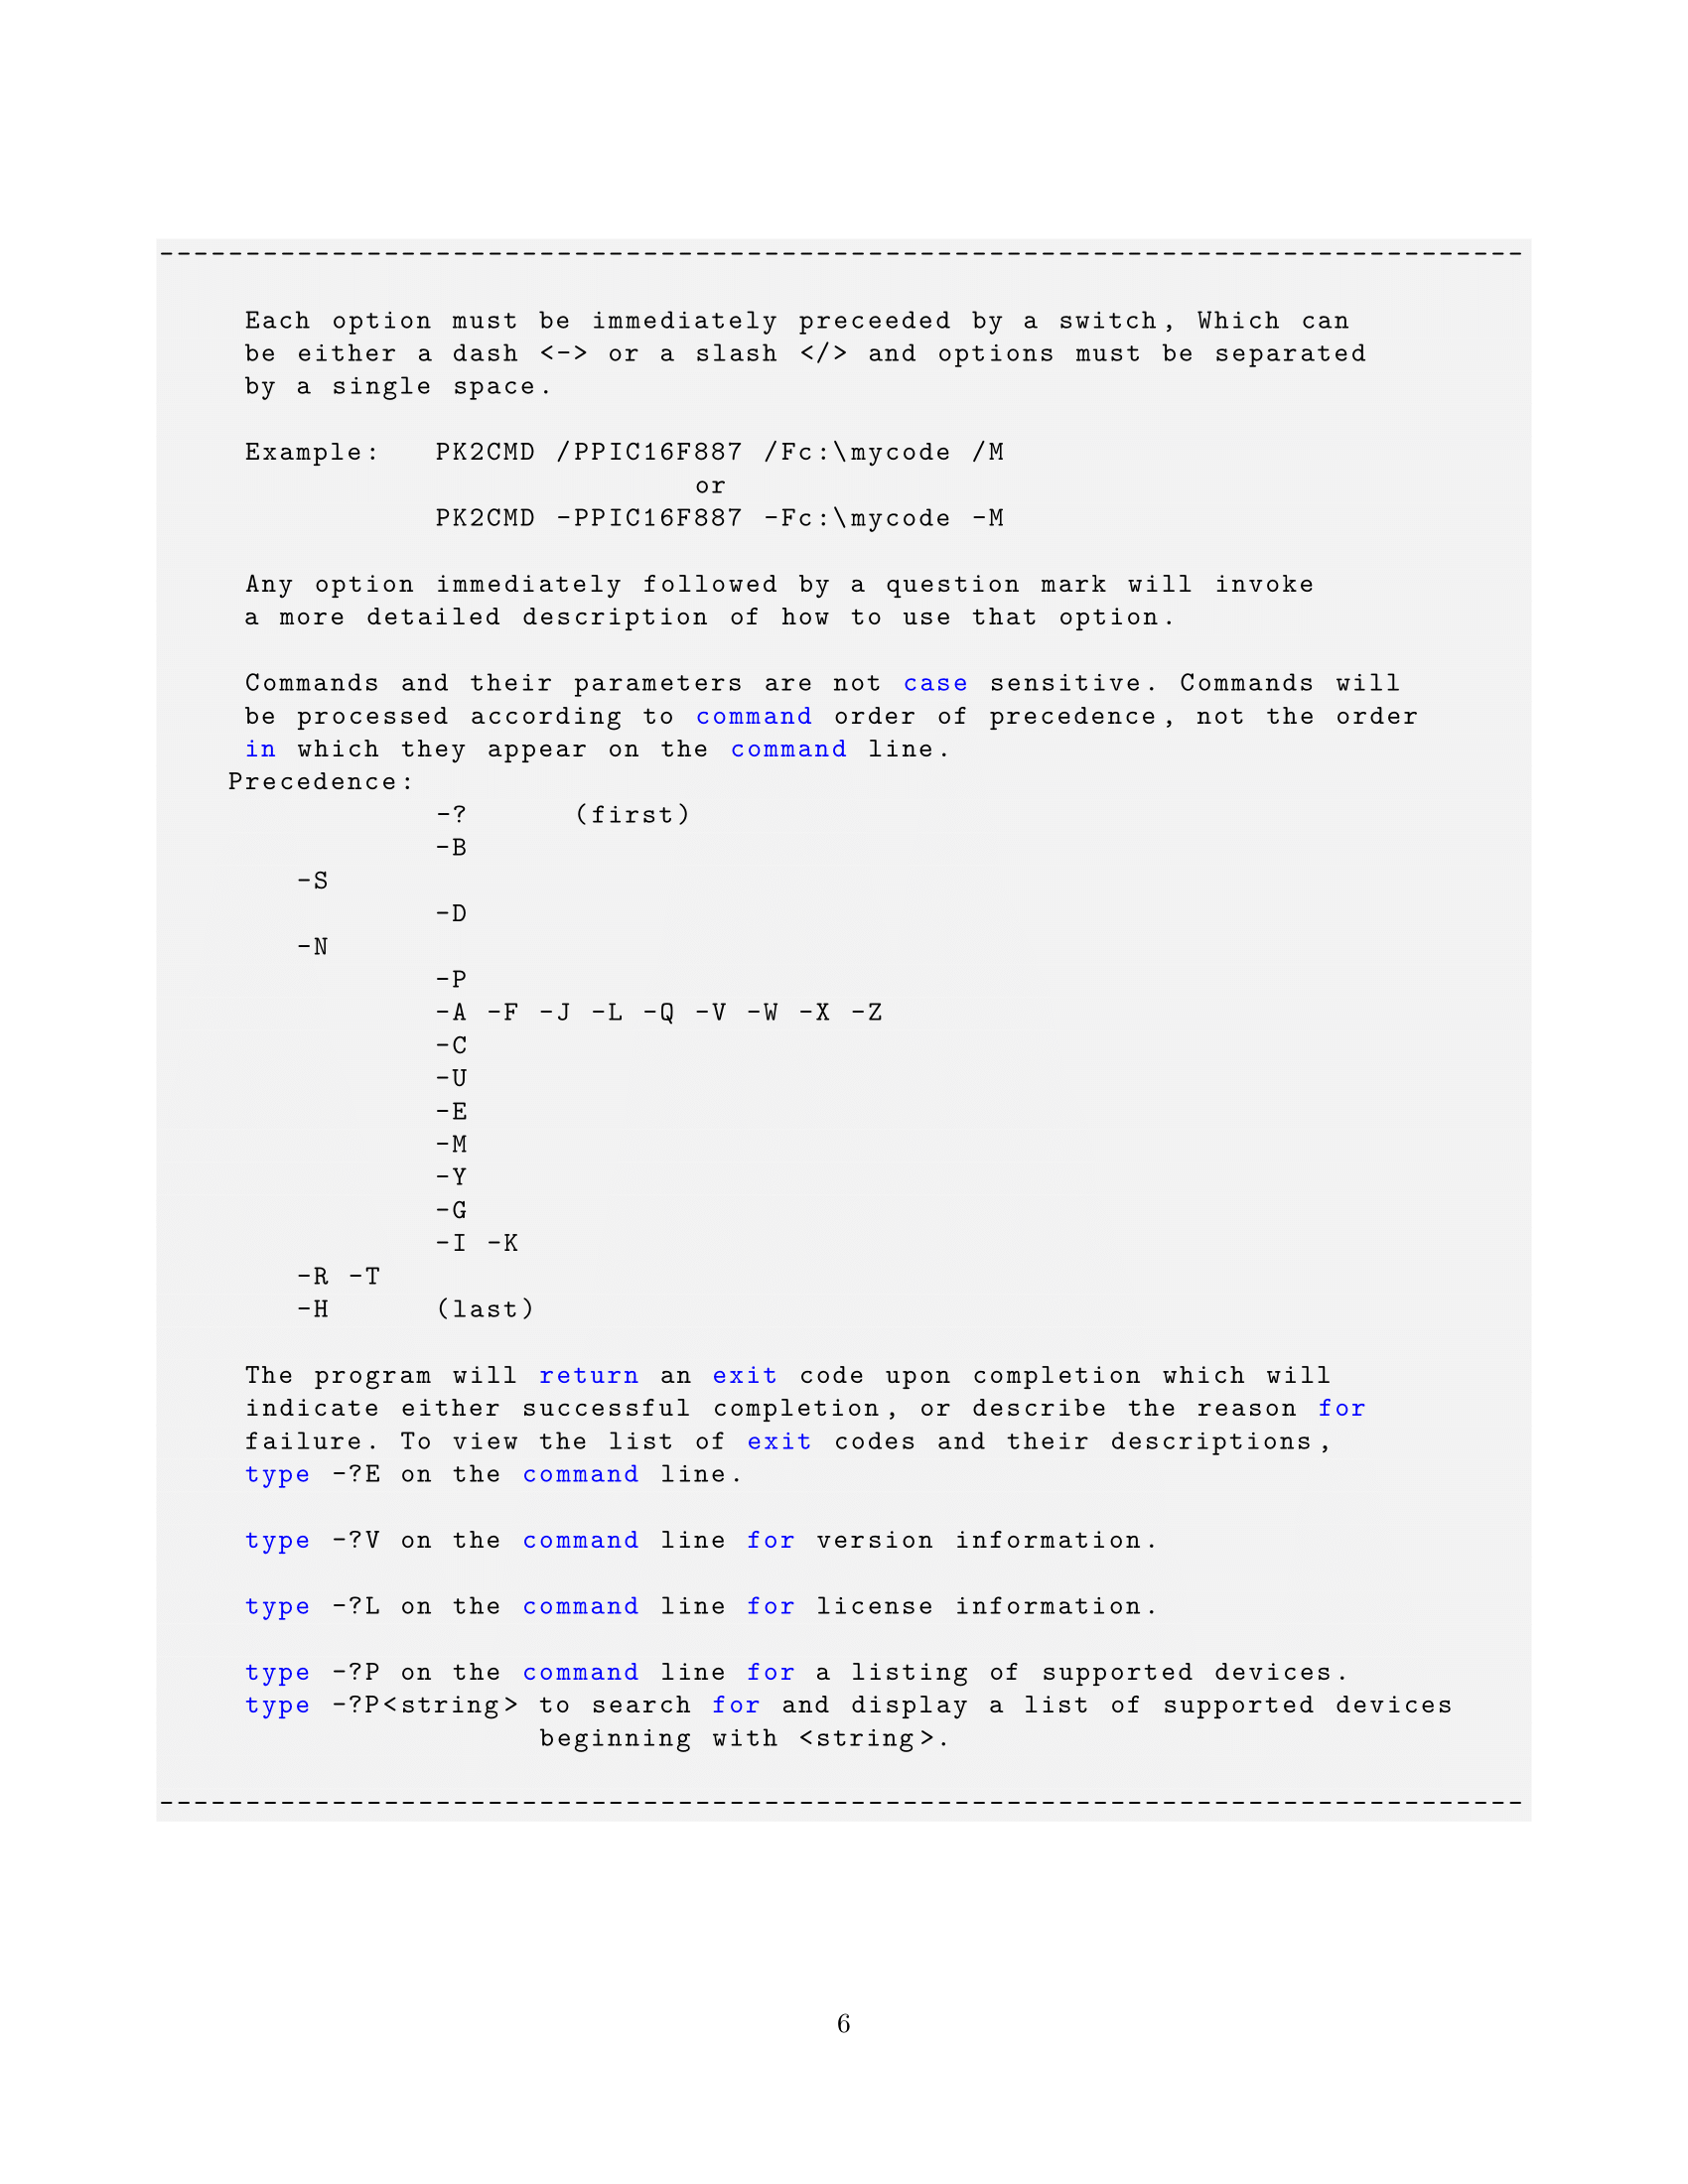 -------------------------------------------------------------------------------
Each option must be immediately preceeded by a switch, Which can
be either a dash <-> or a slash </> and options must be separated
by a single space.
Example:   PK2CMD /PPIC16F887 /Fc:\mycode /M
or
PK2CMD -PPIC16F887 -Fc:\mycode -M
Any option immediately followed by a question mark will invoke
a more detailed description of how to use that option.
Commands and their parameters are not case sensitive. Commands will
be processed according to command order of precedence, not the order
in which they appear on the command line.
Precedence:
-?      (first)
-B
-S
-D
-N
-P
-A -F -J -L -Q -V -W -X -Z
-C
-U
-E
-M
-Y
-G
-I -K
-R -T
-H      (last)
The program will return an exit code upon completion which will
indicate either successful completion, or describe the reason for
failure. To view the list of exit codes and their descriptions,
type -?E on the command line.
type -?V on the command line for version information.
type -?L on the command line for license information.
type -?P on the command line for a listing of supported devices.
type -?P<string> to search for and display a list of supported devices
beginning with <string>.
-------------------------------------------------------------------------------
6